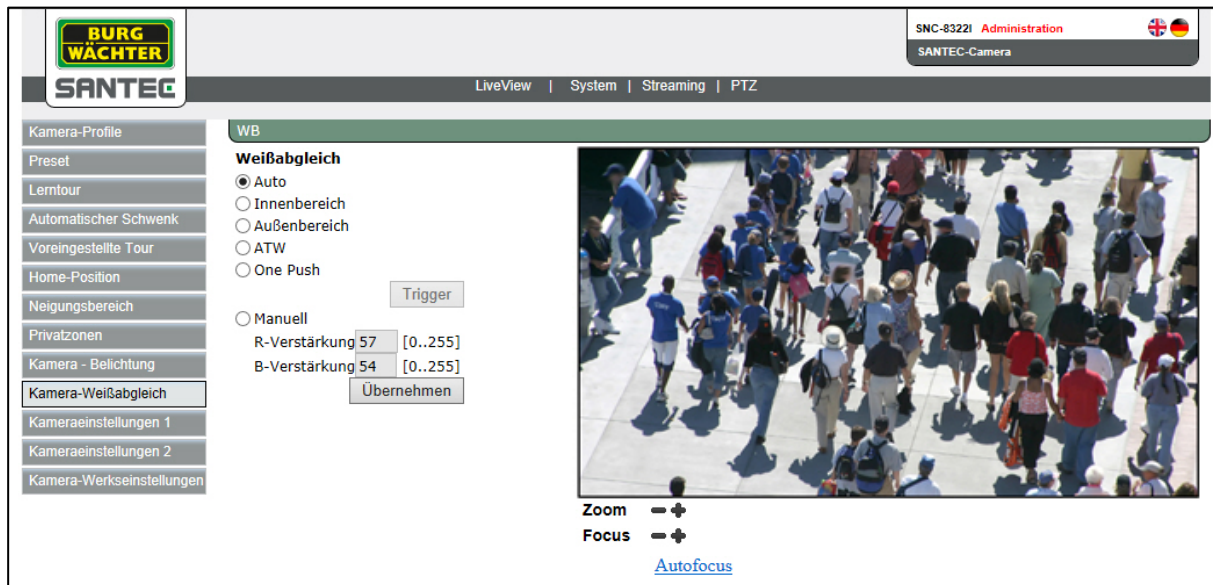 BURG
WÄCHTER
SANTEC
SNC-8322I Administration
SANTEC-Camera
LiveView | System | Streaming | PTZ
Kamera-Profile
Preset
Lerntour
Automatischer Schwenk
Voreingestellte Tour
Home-Position
Neigungsbereich
Privatzonen
Kamera - Belichtung
Kamera-Weißabgleich
Kameraeinstellungen 1
Kameraeinstellungen 2
Kamera-Werkseinstellungen
WB
Weißabgleich
Auto
Innenbereich
Außenbereich
ATW
One Push
Trigger
Manuell
R-Verstärkung 57 [0..255]
B-Verstärkung 54 [0..255]
Übernehmen
Zoom
Focus
Autofocus